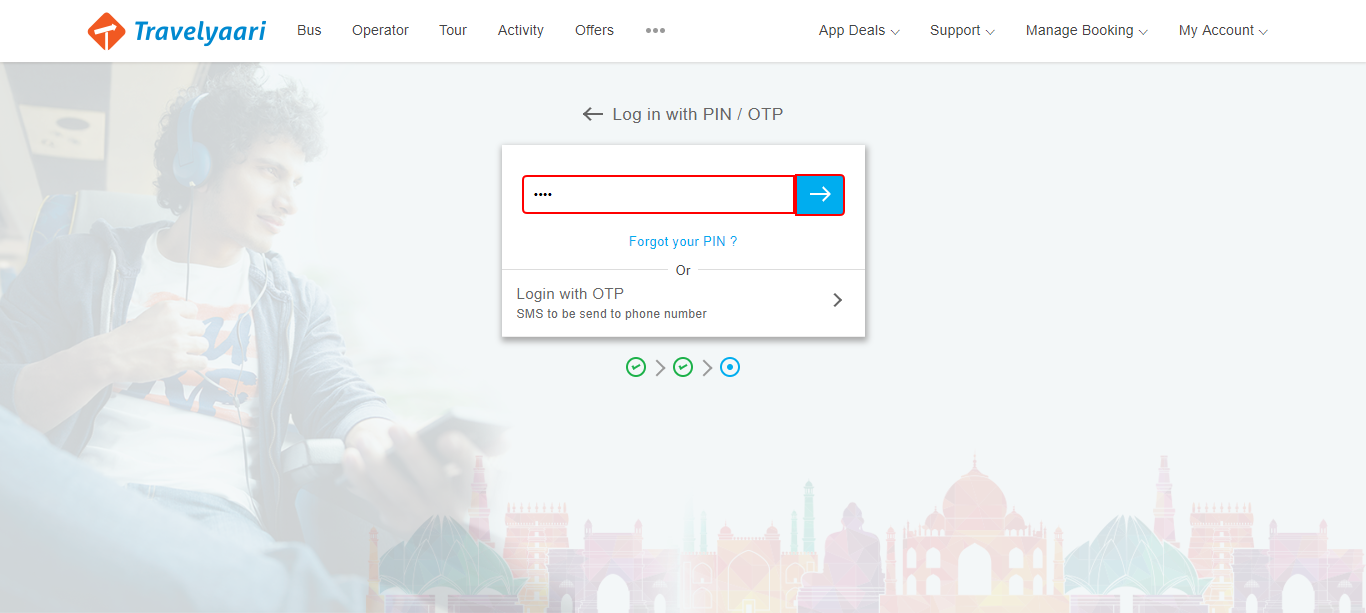 Travelyaari Bus Operator Tour Activity Offers ••• App Deals Support Manage Booking My Account
Log in with PIN / OTP
••••
Forgot your PIN ?
Or
Login with OTP
SMS to be send to phone number